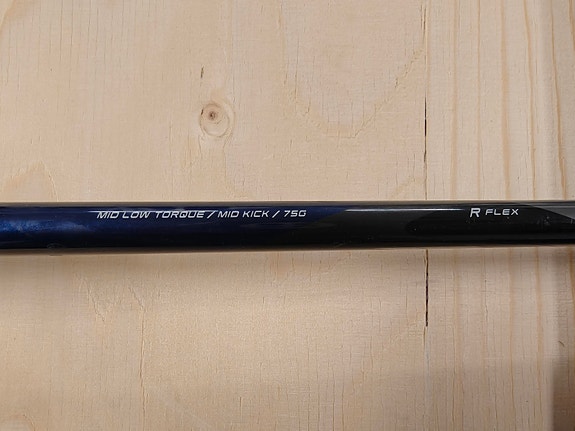 MID LOW TORQUE / MID KICK / 75G
R FLEX